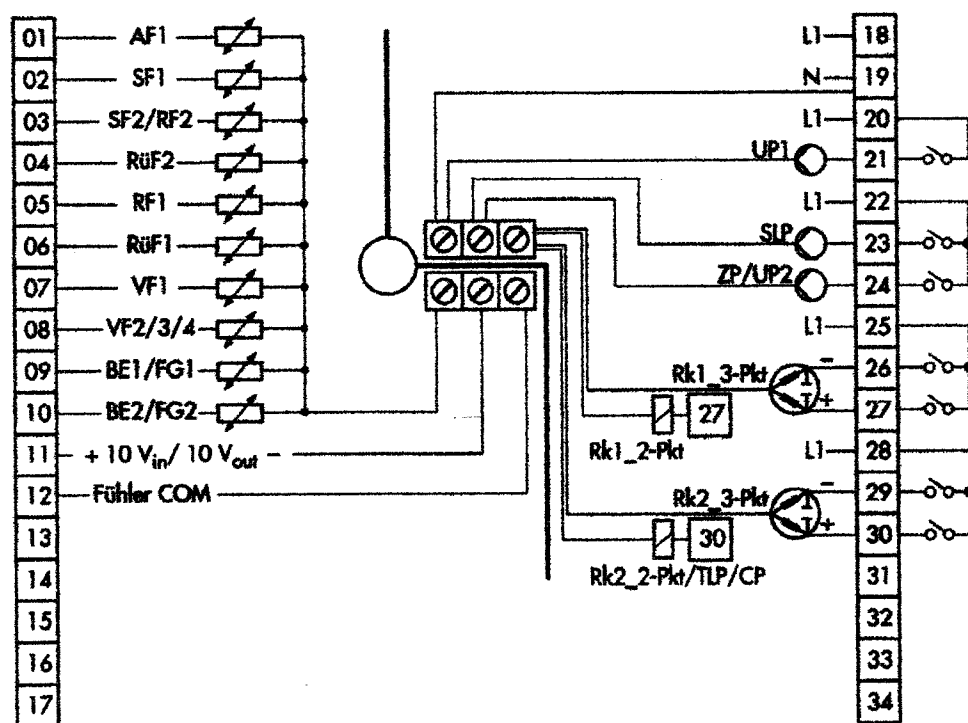 01 AF1
02 SF1
03 SF2/RF2
04 RüF2
05 RF1
06 RüF1
07 VF1
08 VF2/3/4
09 BE1/FG1
10 BE2/FG2
11 + 10 Vin/ 10 Vout -
12 Fühler COM
13
14
15
16
17
L1 18
N 19
L1 20
UP1 21
L1 22
SLP 23
ZP/UP2 24
L1 25
Rk1_3-Pkt - 26
27 + 27
Rk1_2-Pkt
L1 28
Rk2_3-Pkt - 29
30 + 30
Rk2_2-Pkt/TLP/CP
31
32
33
34